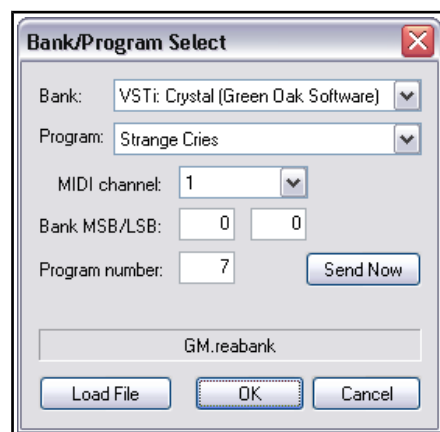 Bank/Program Select
Bank: VSTi: Crystal (Green Oak Software)
Program: Strange Cries
MIDI channel: 1
Bank MSB/LSB: 0 0
Program number: 7 Send Now
GM.reabank
Load File OK Cancel